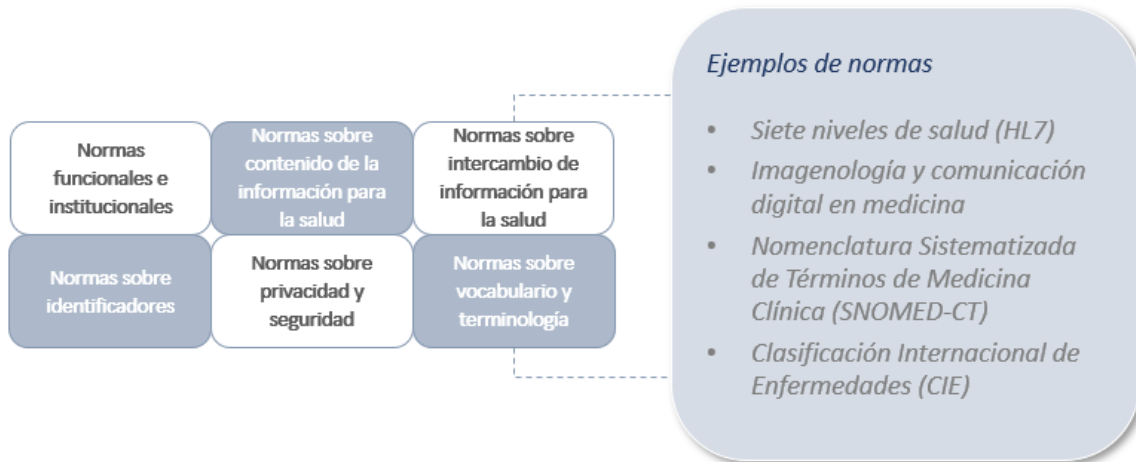 Normas
funcionales e
institucionales
Normas sobre
contenido de la
información para
la salud
Normas sobre
intercambio de
información para
la salud
Normas sobre
identificadores
Normas sobre
privacidad y
seguridad
Normas sobre
vocabulario y
terminología
Ejemplos de normas
• Siete niveles de salud (HL7)
• Imagenología y comunicación
digital en medicina
• Nomenclatura Sistematizada
de Términos de Medicina
Clínica (SNOMED-CT)
• Clasificación Internacional de
Enfermedades (CIE)